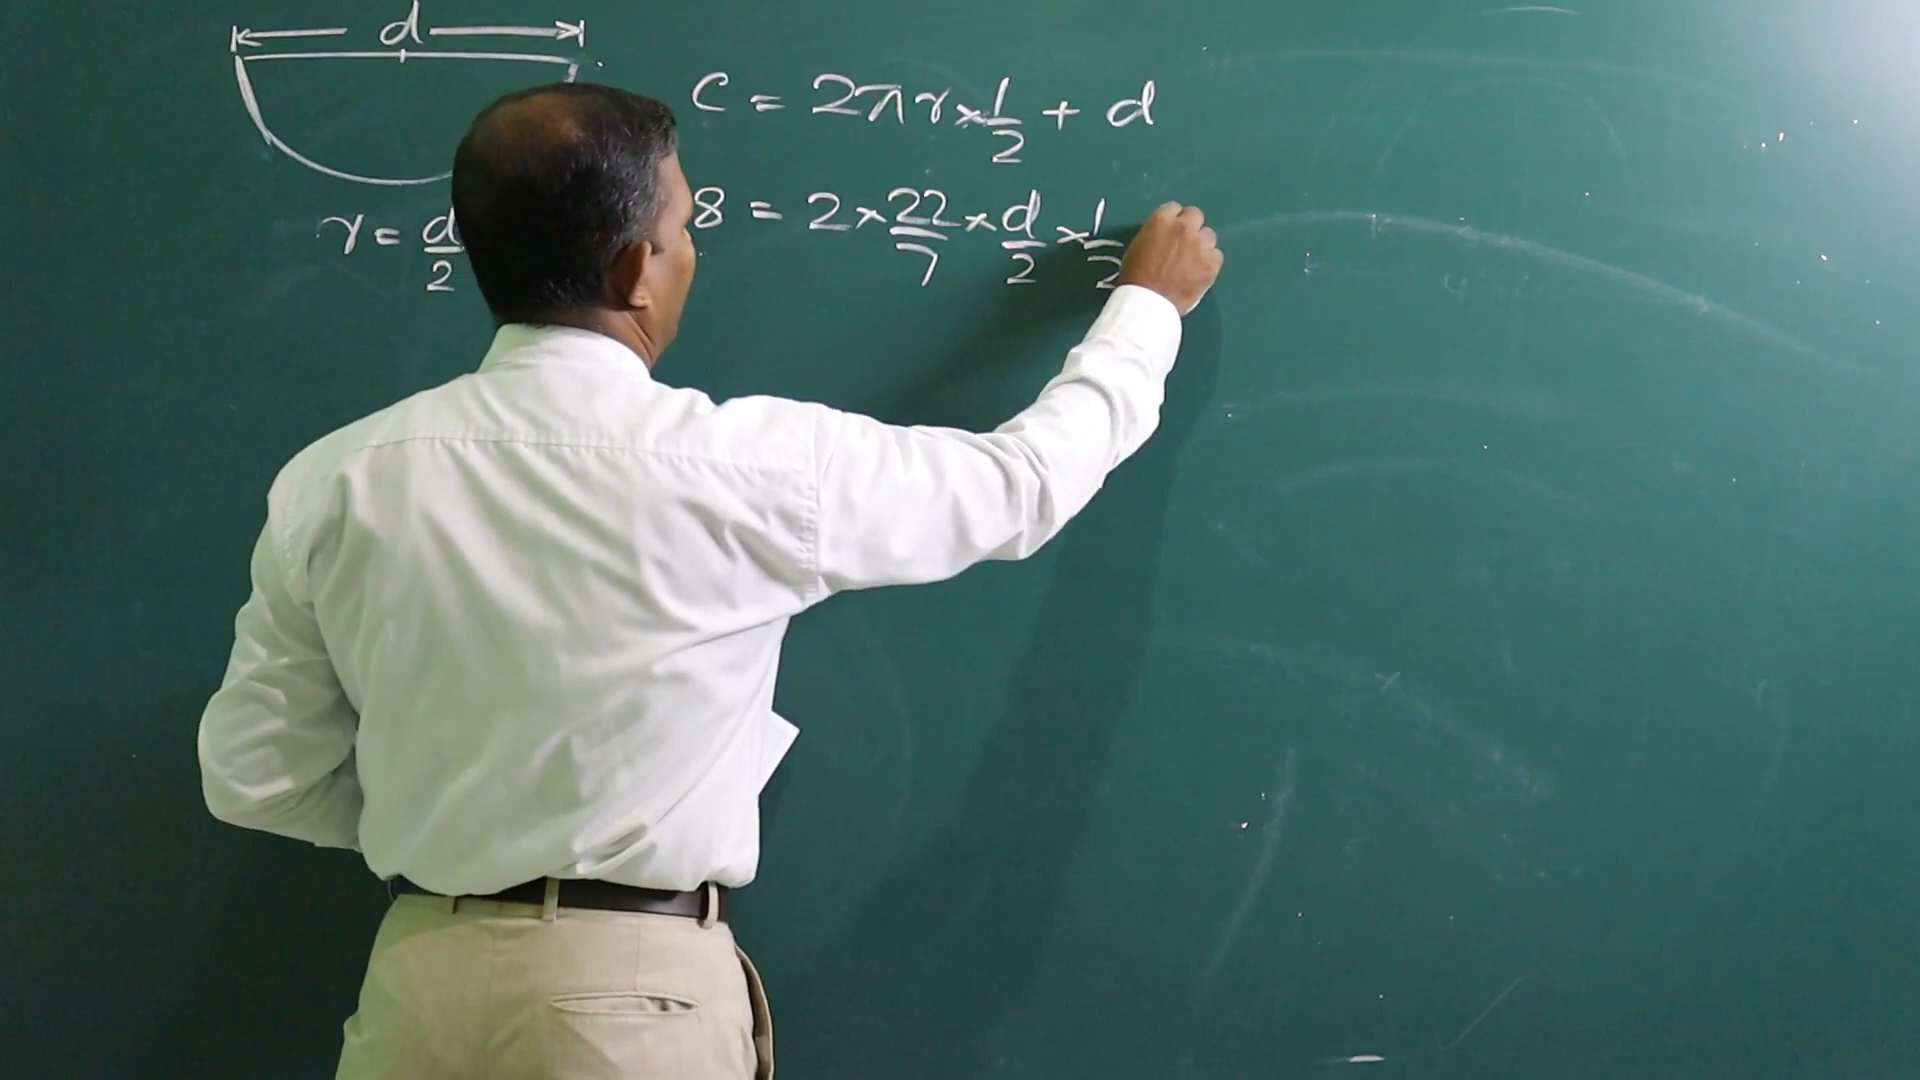 d
C = 2πr × 1/2 + d
r = d/2
8 = 2 × 22/7 × d/2 × 1/2